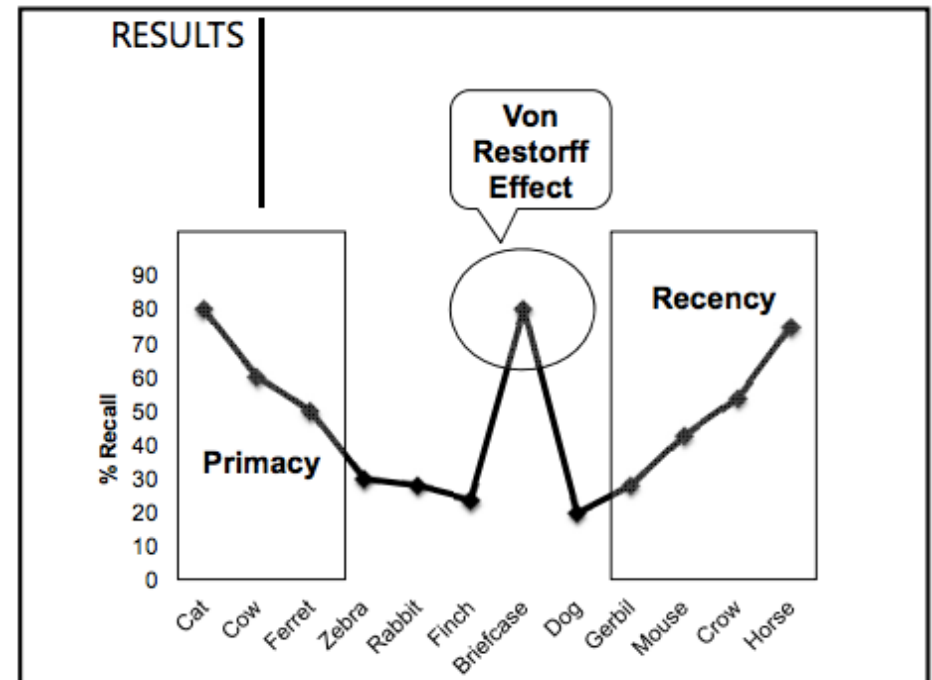 RESULTS
Von
Restorff
Effect
90
80
70
60
50
40
30
20
10
0
% Recall
Primacy
Recency
Cat
Cow
Ferret
Zebra
Rabbit
Finch
Briefcase
Dog
Gerbil
Mouse
Crow
Horse